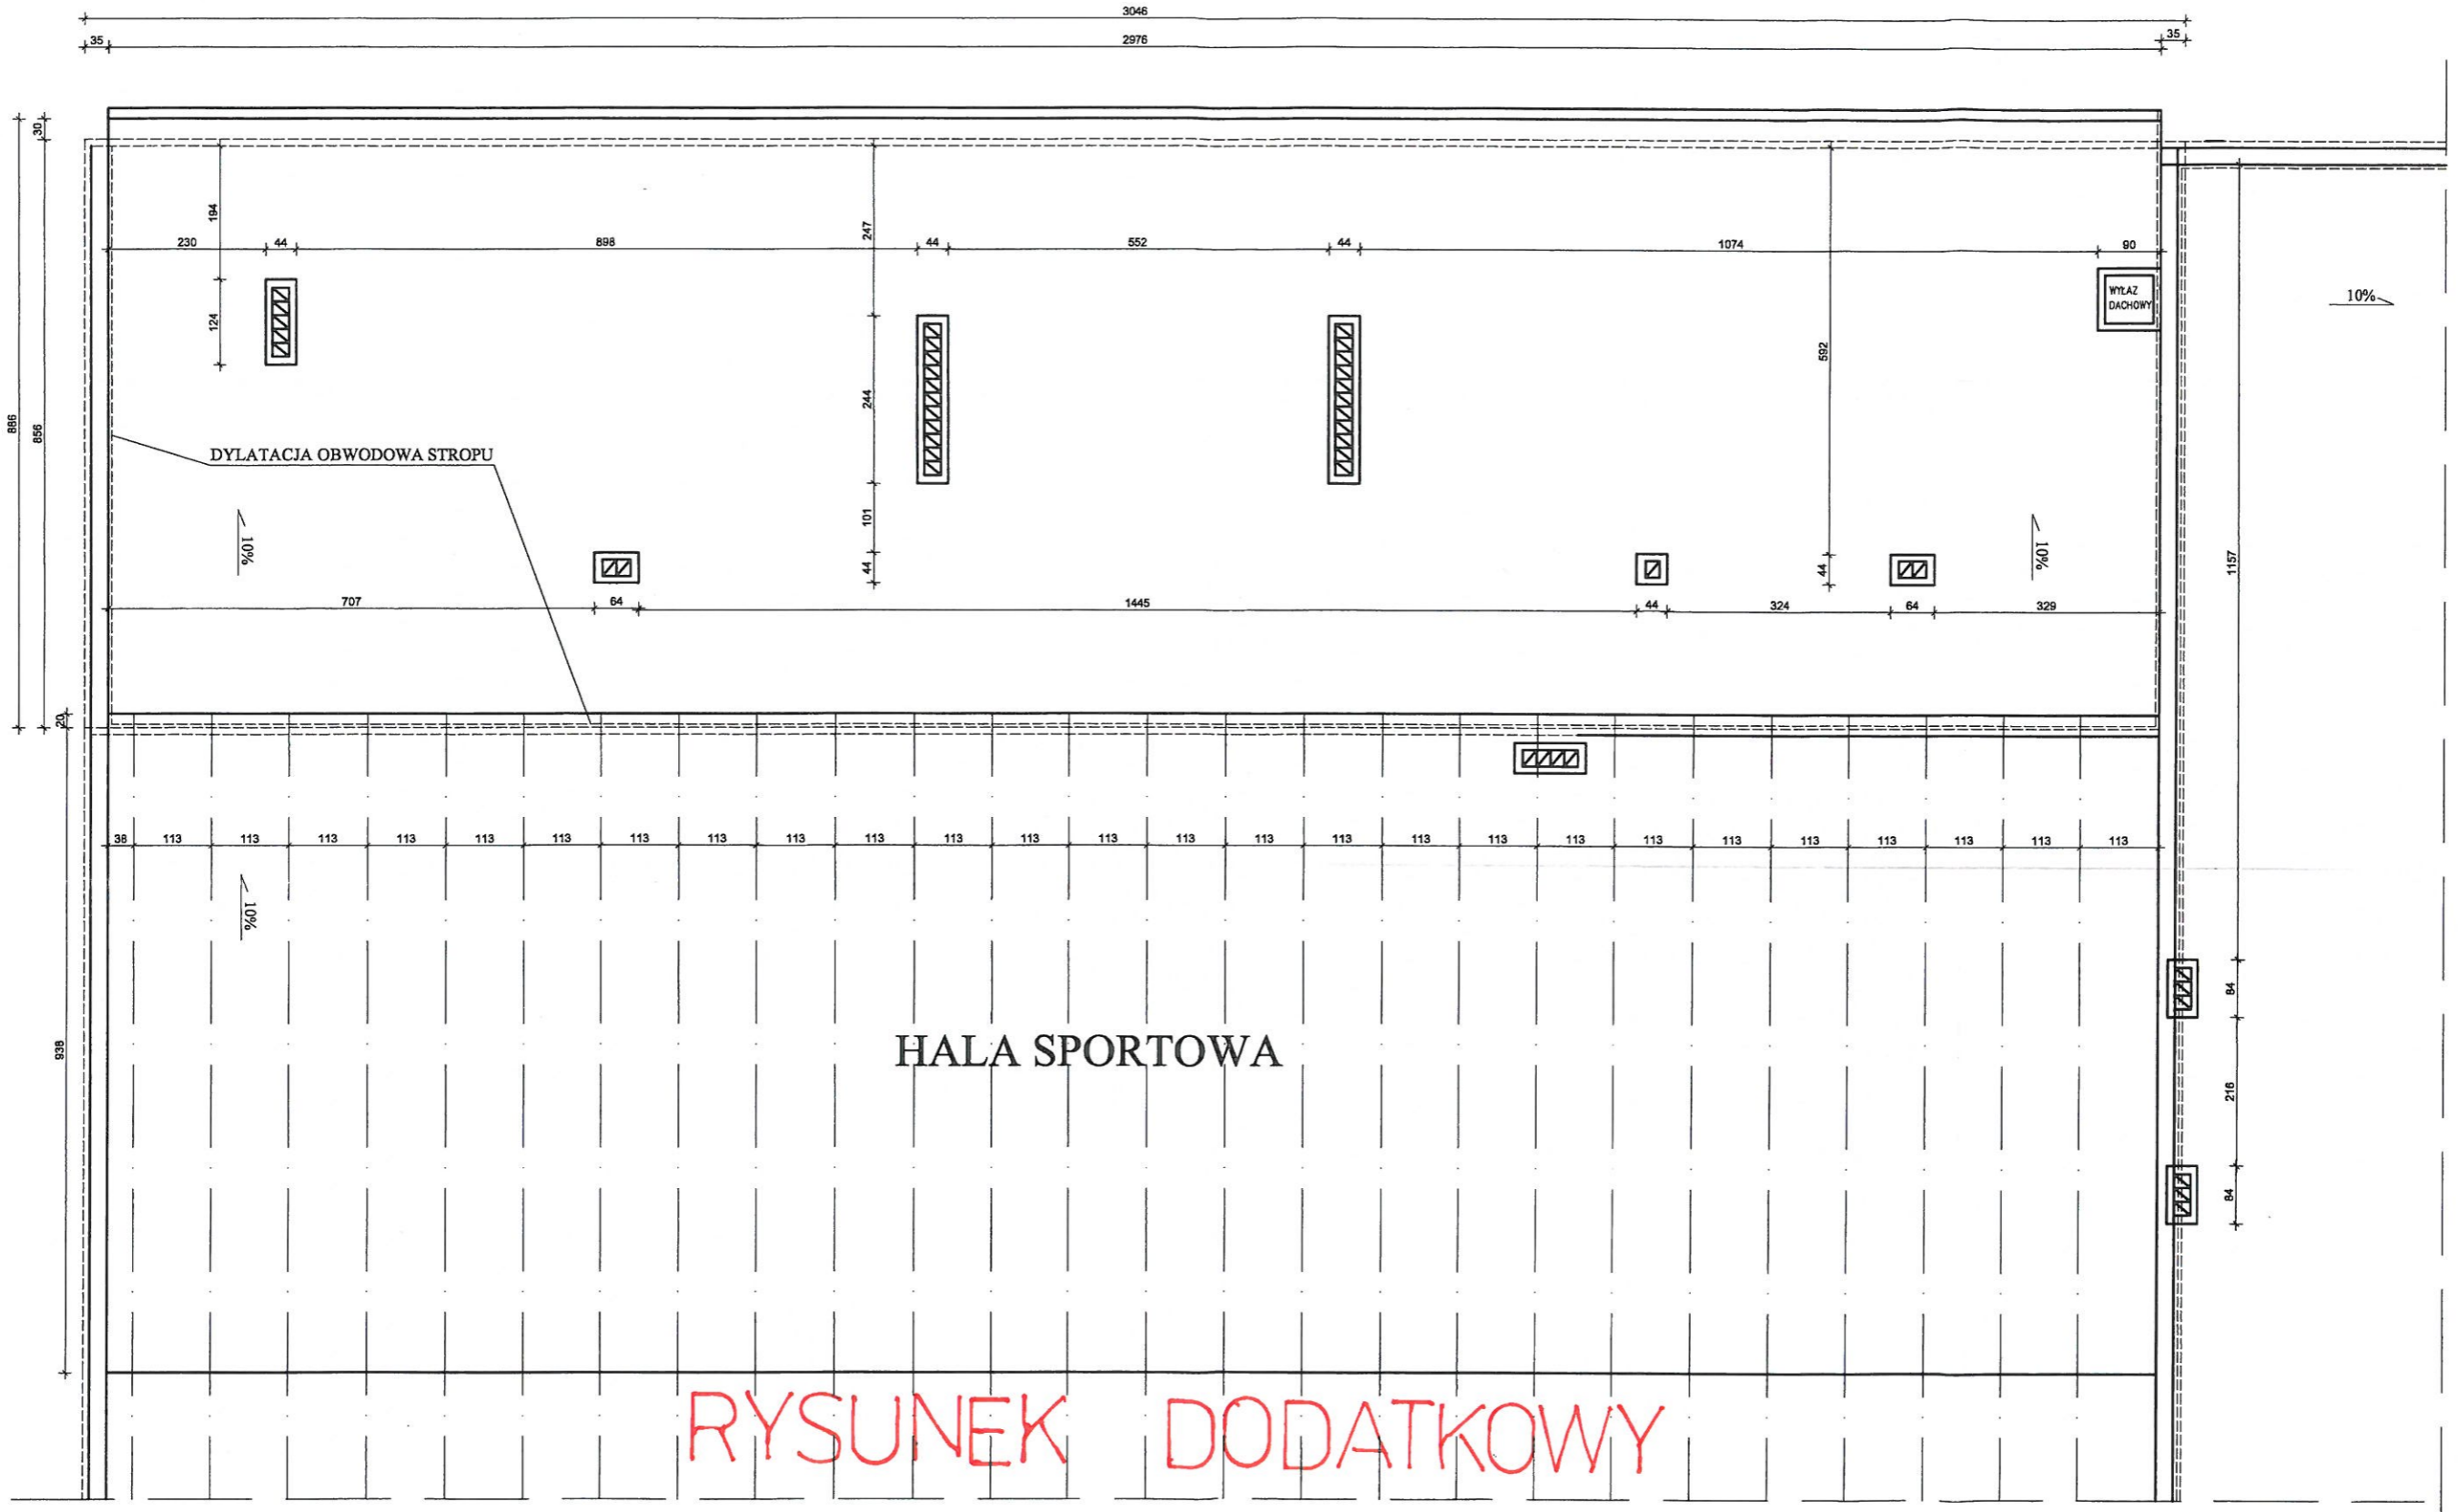 3046
35 2976 35
30
194
247
230 44 898 44 552 44 1074 90
WYŁAZ
DACHOWY
10%
124
592
244
886
856
DYLATACJA OBWODOWA STROPU
101
10%
10%
1157
44
44
707 64 1445 44 324 64 329
20
38 113 113 113 113 113 113 113 113 113 113 113 113 113 113 113 113 113 113 113 113 113 113 113 113 113 113
10%
84
HALA SPORTOWA
938
216
84
RYSUNEK DODATKOWY